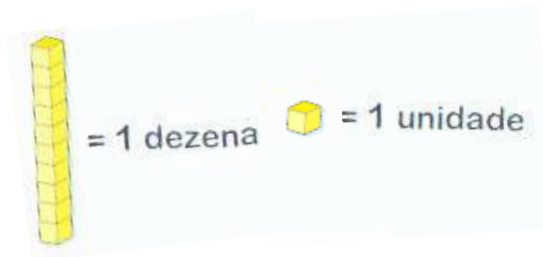 = 1 dezena
= 1 unidade